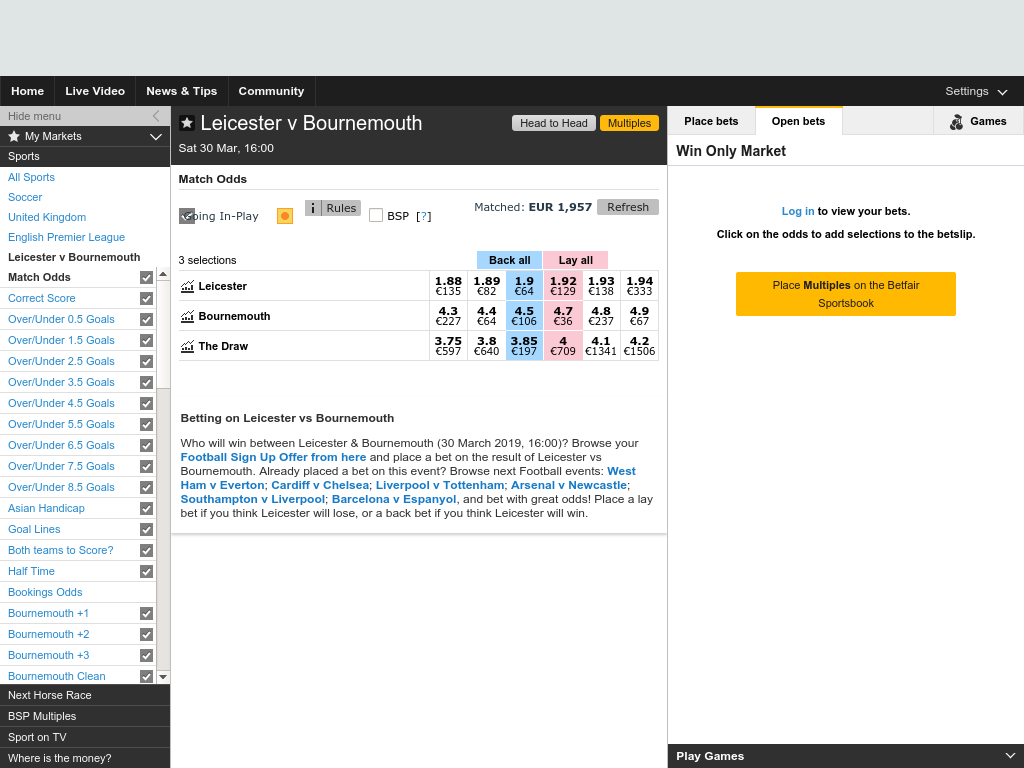 Home Live Video News & Tips Community Settings
Hide menu
My Markets
Sports
All Sports
Soccer
United Kingdom
English Premier League
Leicester v Bournemouth
Match Odds
Correct Score
Over/Under 0.5 Goals
Over/Under 1.5 Goals
Over/Under 2.5 Goals
Over/Under 3.5 Goals
Over/Under 4.5 Goals
Over/Under 5.5 Goals
Over/Under 6.5 Goals
Over/Under 7.5 Goals
Over/Under 8.5 Goals
Asian Handicap
Goal Lines
Both teams to Score?
Half Time
Bookings Odds
Bournemouth +1
Bournemouth +2
Bournemouth +3
Bournemouth Clean
Next Horse Race
BSP Multiples
Sport on TV
Where is the money?
Leicester v Bournemouth Head to Head Multiples
Sat 30 Mar, 16:00
Match Odds
Going In-Play i Rules BSP [?] Matched: EUR 1,957 Refresh
3 selections Back all Lay all
Leicester 1.88 1.89 1.9 1.92 1.93 1.94
€135 €82 €64 €129 €138 €333
Bournemouth 4.3 4.4 4.5 4.7 4.8 4.9
€227 €64 €106 €36 €237 €67
The Draw 3.75 3.8 3.85 4 4.1 4.2
€597 €640 €197 €709 €1341 €1506
Betting on Leicester vs Bournemouth
Who will win between Leicester & Bournemouth (30 March 2019, 16:00)? Browse your
Football Sign Up Offer from here and place a bet on the result of Leicester vs
Bournemouth. Already placed a bet on this event? Browse next Football events: West
Ham v Everton; Cardiff v Chelsea; Liverpool v Tottenham; Arsenal v Newcastle;
Southampton v Liverpool; Barcelona v Espanyol, and bet with great odds! Place a lay
bet if you think Leicester will lose, or a back bet if you think Leicester will win.
Place bets Open bets Games
Win Only Market
Log in to view your bets.
Click on the odds to add selections to the betslip.
Place Multiples on the Betfair
Sportsbook
Play Games